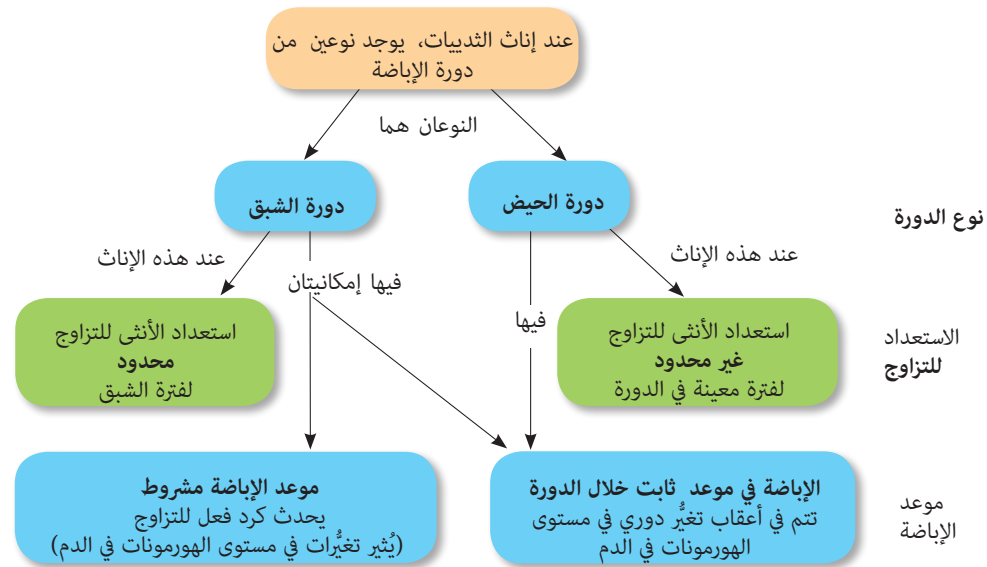 عند إناث الثدييات، يوجد نوعين من
دورة الإباضة
النوعان هما
نوع الدورة
دورة الحيض
دورة الشبق
عند هذه الإناث
فيها
فيها إمكانيتان
عند هذه الإناث
الاستعداد
للتزاوج
استعداد الأنثى للتزاوج
غير محدود
لفترة معينة في الدورة
استعداد الأنثى للتزاوج
محدود
لفترة الشبق
موعد
الإباضة
الإباضة في موعد ثابت خلال الدورة
تتم في أعقاب تغيُّر دوري في مستوى
الهورمونات في الدم
موعد الإباضة مشروط
يحدث كرد فعل للتزاوج
(يُثير تغيُّرات في مستوى الهورمونات في الدم)